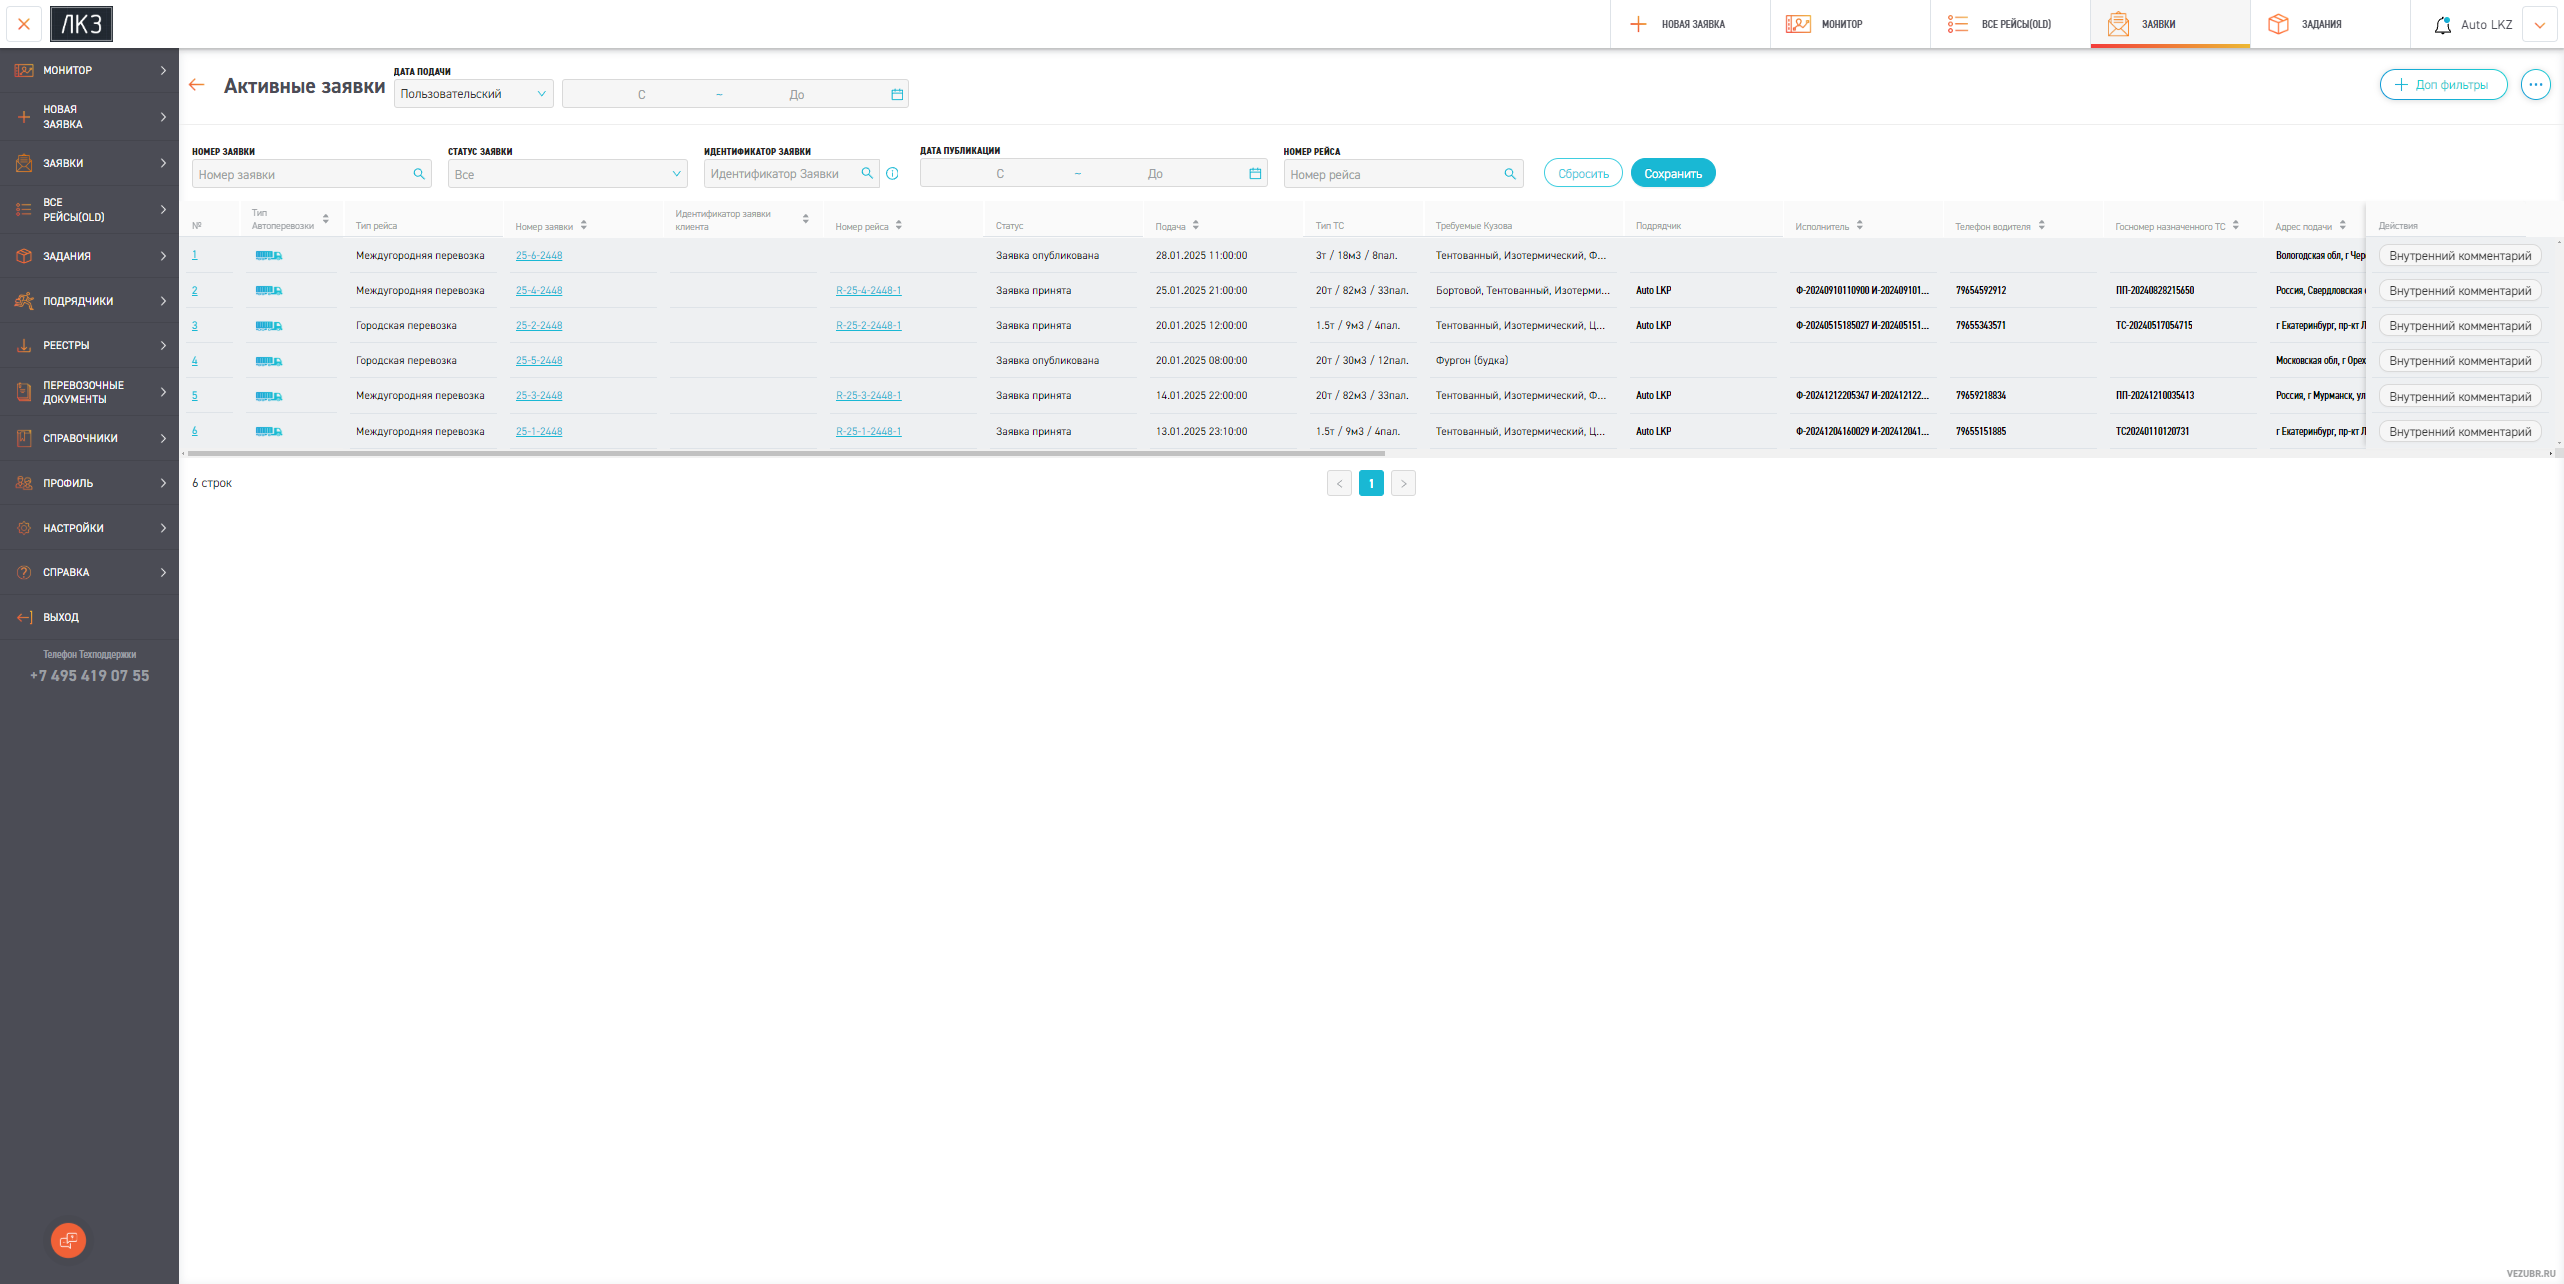 ЛКЗ
НОВАЯ ЗАЯВКА
МОНИТОР
ВСЕ РЕЙСЫ(OLD)
ЗАЯВКИ
ЗАДАНИЯ
Auto LKZ
МОНИТОР
НОВАЯ
ЗАЯВКА
ЗАЯВКИ
ВСЕ
РЕЙСЫ(OLD)
ЗАДАНИЯ
ПОДРЯДЧИКИ
РЕЕСТРЫ
ПЕРЕВОЗОЧНЫЕ
ДОКУМЕНТЫ
СПРАВОЧНИКИ
ПРОФИЛЬ
НАСТРОЙКИ
СПРАВКА
ВЫХОД
Телефон Техподдержки
+7 495 419 07 55
Активные заявки
ДАТА ПОДАЧИ
Пользовательский
С ~ До
Доп фильтры
НОМЕР ЗАЯВКИ
Номер заявки
СТАТУС ЗАЯВКИ
Все
ИДЕНТИФИКАТОР ЗАЯВКИ
Идентификатор Заявки
ДАТА ПУБЛИКАЦИИ
С ~ До
НОМЕР РЕЙСА
Номер рейса
Сбросить
Сохранить
№ Тип Автоперевозки Тип рейса Номер заявки Идентификатор заявки клиента Номер рейса Статус Подача Тип ТС Требуемые Кузова Подрядчик Исполнитель Телефон водителя Госномер назначенного ТС Адрес подачи Действия
1 Междугородняя перевозка 25-6-2448 Заявка опубликована 28.01.2025 11:00:00 3т / 18м3 / 8пал. Тентованный, Изотермический, Ф... Вологодская обл, г Чер Внутренний комментарий
2 Междугородняя перевозка 25-4-2448 R-25-4-2448-1 Заявка принята 25.01.2025 21:00:00 20т / 82м3 / 33пал. Бортовой, Тентованный, Изотерми... Auto LKP Ф-20240910110900 И-202409101... 79654592912 ПП-20240828215650 Россия, Свердловская Внутренний комментарий
3 Городская перевозка 25-2-2448 R-25-2-2448-1 Заявка принята 20.01.2025 12:00:00 1.5т / 9м3 / 4пал. Тентованный, Изотермический, Ц... Auto LKP Ф-20240515185027 И-202405151... 79655343571 ТС-20240517054715 г Екатеринбург, пр-кт Л Внутренний комментарий
4 Городская перевозка 25-5-2448 Заявка опубликована 20.01.2025 08:00:00 20т / 30м3 / 12пал. Фургон (будка) Московская обл, г Орех Внутренний комментарий
5 Междугородняя перевозка 25-3-2448 R-25-3-2448-1 Заявка принята 14.01.2025 22:00:00 20т / 82м3 / 33пал. Тентованный, Изотермический, Ф... Auto LKP Ф-20241212205347 И-202412122... 79659218834 ПП-20241210035413 Россия, г Мурманск, ул Внутренний комментарий
6 Междугородняя перевозка 25-1-2448 R-25-1-2448-1 Заявка принята 13.01.2025 23:10:00 1.5т / 9м3 / 4пал. Тентованный, Изотермический, Ц... Auto LKP Ф-20241204160029 И-202412041... 79655151885 ТС20240110120731 г Екатеринбург, пр-кт Л Внутренний комментарий
6 строк
< 1 >
VEZUBR.RU